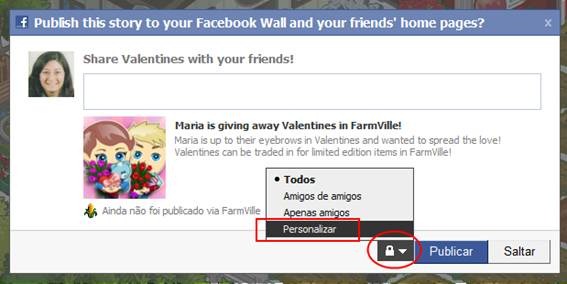 Publish this story to your Facebook Wall and your friends' home pages?
x
Share Valentines with your friends!
Maria is giving away Valentines in FarmVille!
Maria is up to their eyebrows in Valentines and wanted to spread the love!
Valentines can be traded in for limited edition items in FarmVille!
Ainda não foi publicado via FarmVille
• Todos
Amigos de amigos
Apenas amigos
Personalizar
Publicar
Saltar